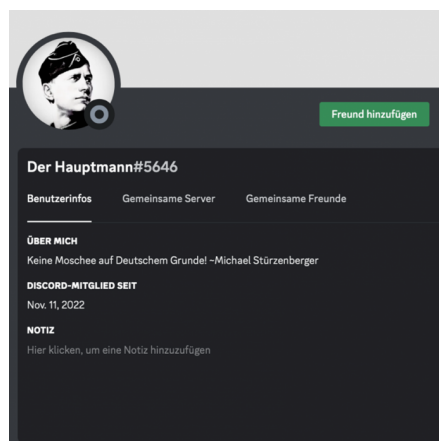 Freund hinzufügen
Der Hauptmann#5646
Benutzerinfos Gemeinsame Server Gemeinsame Freunde
ÜBER MICH
Keine Moschee auf Deutschem Grunde! ~Michael Stürzenberger
DISCORD-MITGLIED SEIT
Nov. 11, 2022
NOTIZ
Hier klicken, um eine Notiz hinzuzufügen